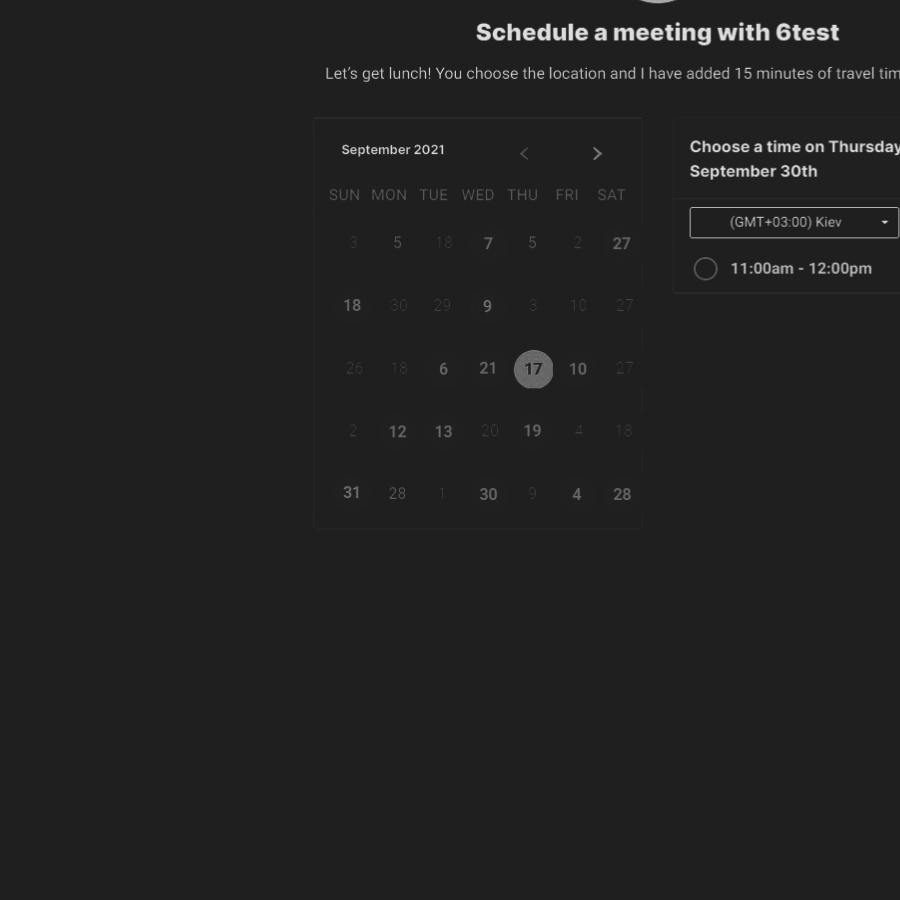 Schedule a meeting with 6test
Let's get lunch! You choose the location and I have added 15 minutes of travel tim
September 2021
SUN MON TUE WED THU FRI SAT
3 5 18 7 5 2 27
18 30 29 9 3 10 27
26 18 6 21 17 10 27
2 12 13 20 19 4 18
31 28 1 30 9 4 28
Choose a time on Thursday
September 30th
(GMT+03:00) Kiev
11:00am - 12:00pm